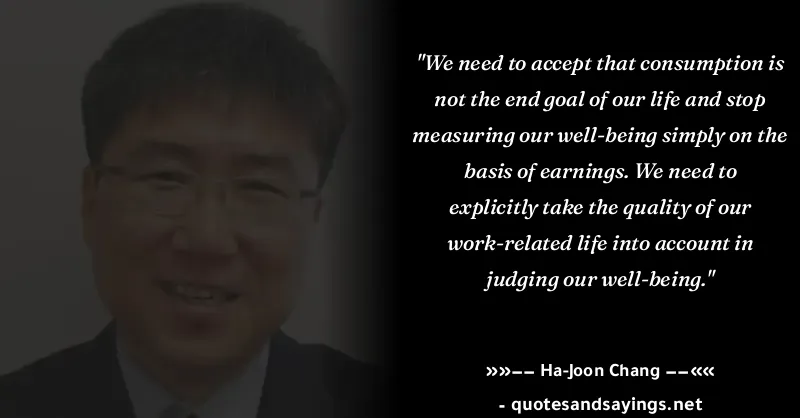 "We need to accept that consumption is
not the end goal of our life and stop
measuring our well-being simply on the
basis of earnings. We need to
explicitly take the quality of our
work-related life into account in
judging our well-being."
»»−− Ha-Joon Chang −−««
- quotesandsayings.net